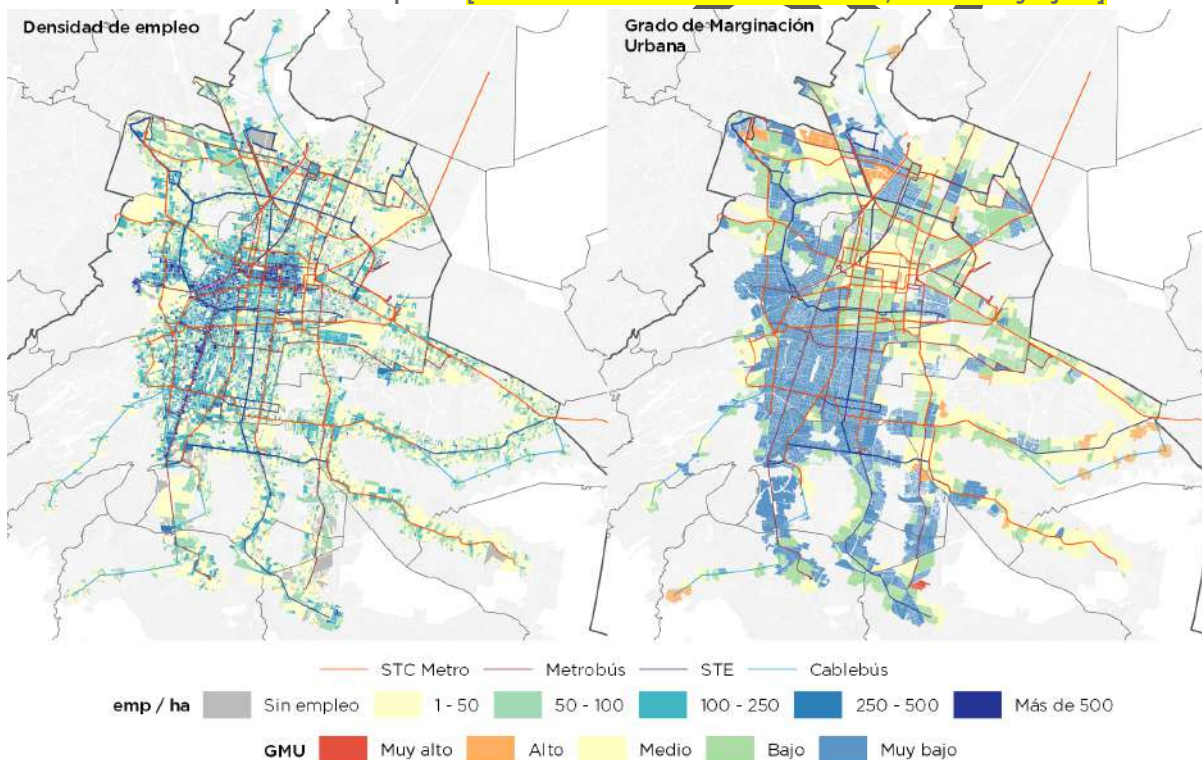 Densidad de empleo
Grado de Marginación
Urbana
STC Metro Metrobús STE Cablebús
emp / ha Sin empleo 1 - 50 50 - 100 100 - 250 250 - 500 Más de 500
GMU Muy alto Alto Medio Bajo Muy bajo